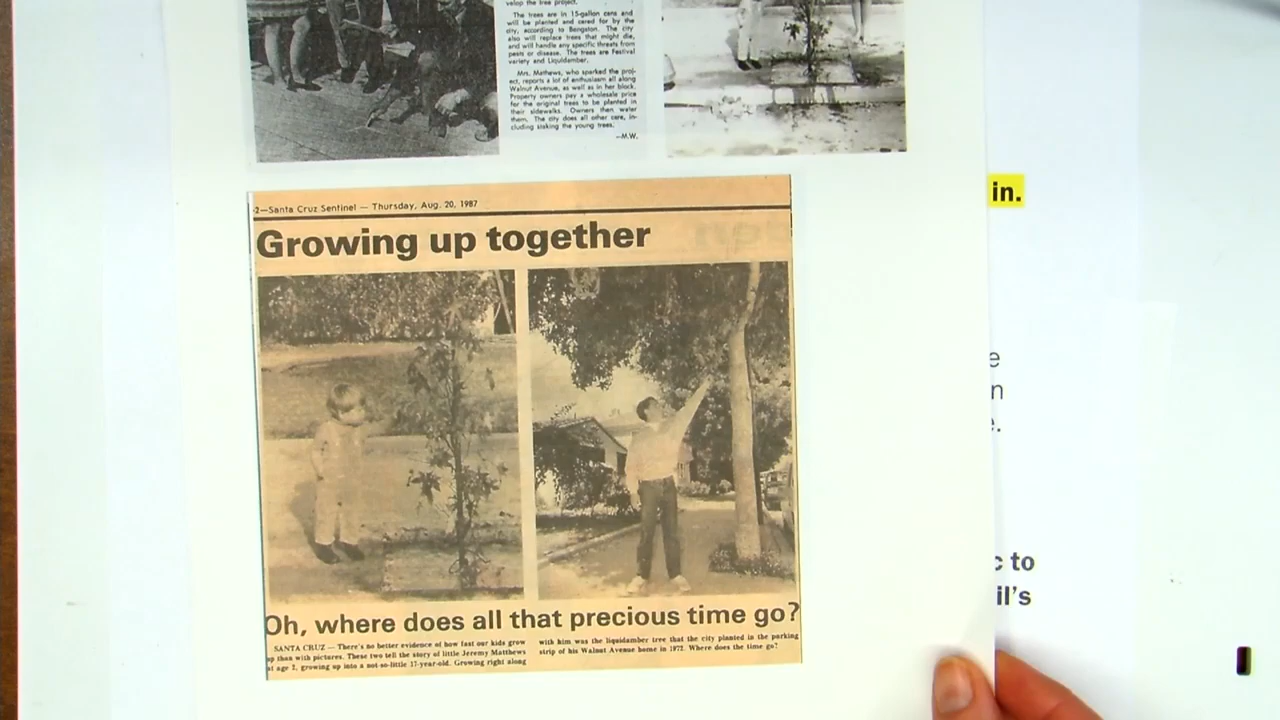 velop the tree project.
The trees are in 15-gallon cans and
will be planted and cared for by the
city, according to Bengston. The city
also will replace trees that might die,
and will handle any specific threats from
pests or disease. The trees are Festival
variety and Liquidamber.
Mrs. Mathews, who sparked the proj-
ect, reports a lot of enthusiasm all along
Walnut Avenue, as well as in her block.
Property owners pay a wholesale price
for the original trees to be planted in
their sidewalks. Owners then water
them. The city does all other care, in-
cluding staking the young trees.
—M.W.
2—Santa Cruz Sentinel — Thursday, Aug. 20, 1987
Growing up together
Oh, where does all that precious time go?
SANTA CRUZ — There's no better evidence of how fast our kids grow
up than with pictures. These two tell the story of little Jeremy Matthews
at age 2, growing up into a not-so-little 17-year-old. Growing right along
with him was the liquidamber tree that the city planted in the parking
strip of his Walnut Avenue home in 1972. Where does the time go?
in.
e
n
e.
c to
il's